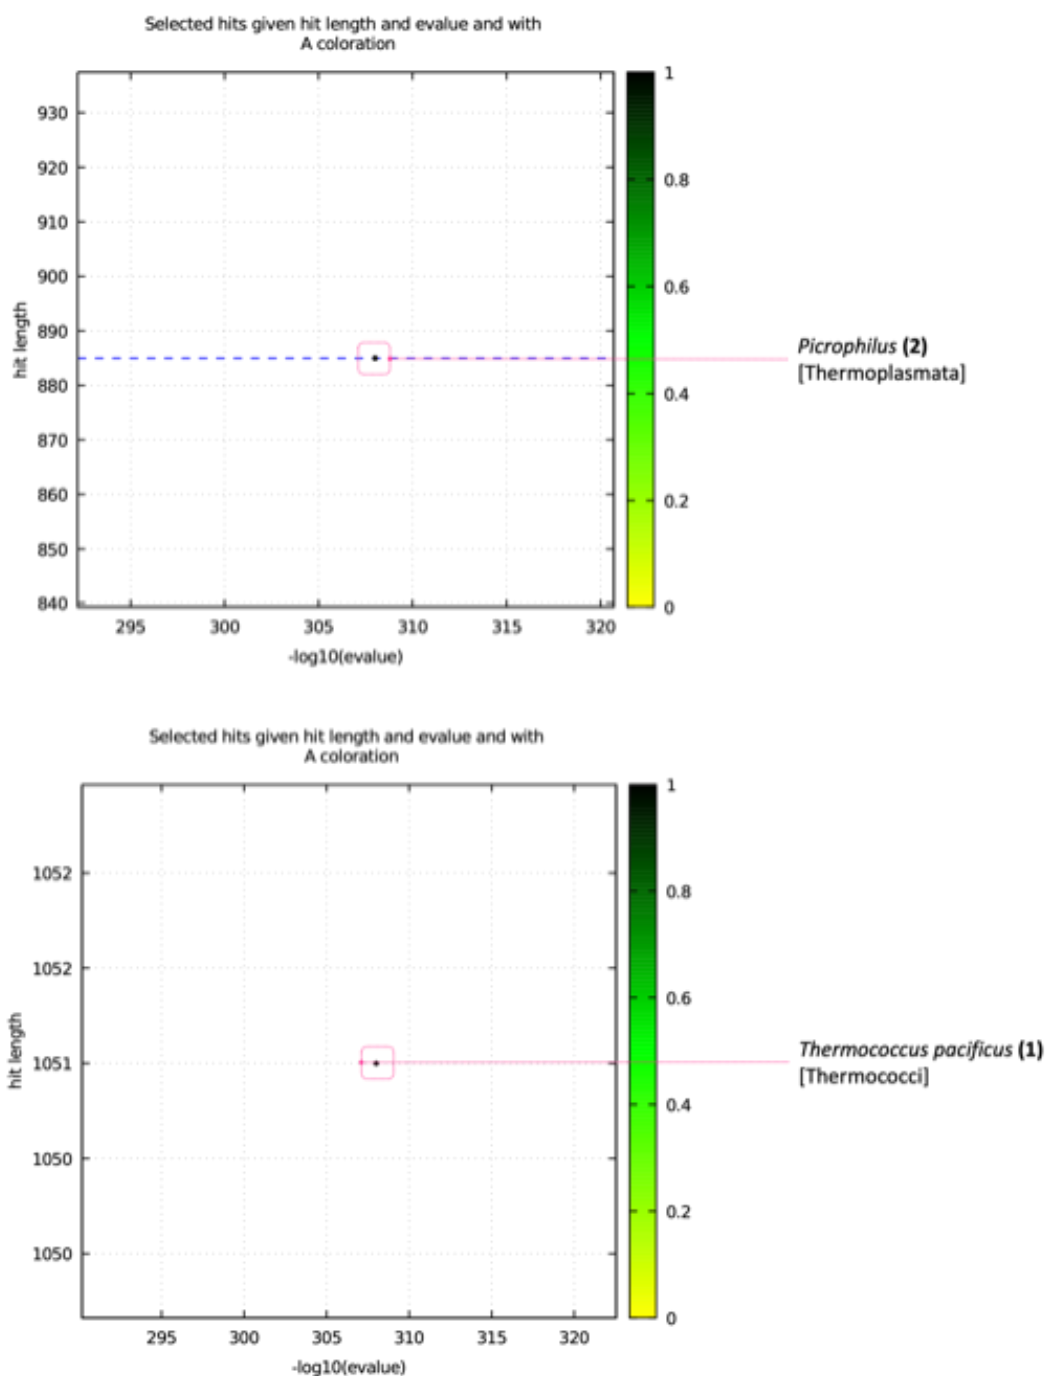 Selected hits given hit length and evalue and with
A coloration
930
920
910
900
890
880
870
860
850
840
hit length
295 300 305 310 315 320
-log10(evalue)
1
0.8
0.6
0.4
0.2
0
Picrophilus (2)
[Thermoplasmata]
Selected hits given hit length and evalue and with
A coloration
1052
1052
1051
1050
1050
hit length
295 300 305 310 315 320
-log10(evalue)
1
0.8
0.6
0.4
0.2
0
Thermococcus pacificus (1)
[Thermococci]